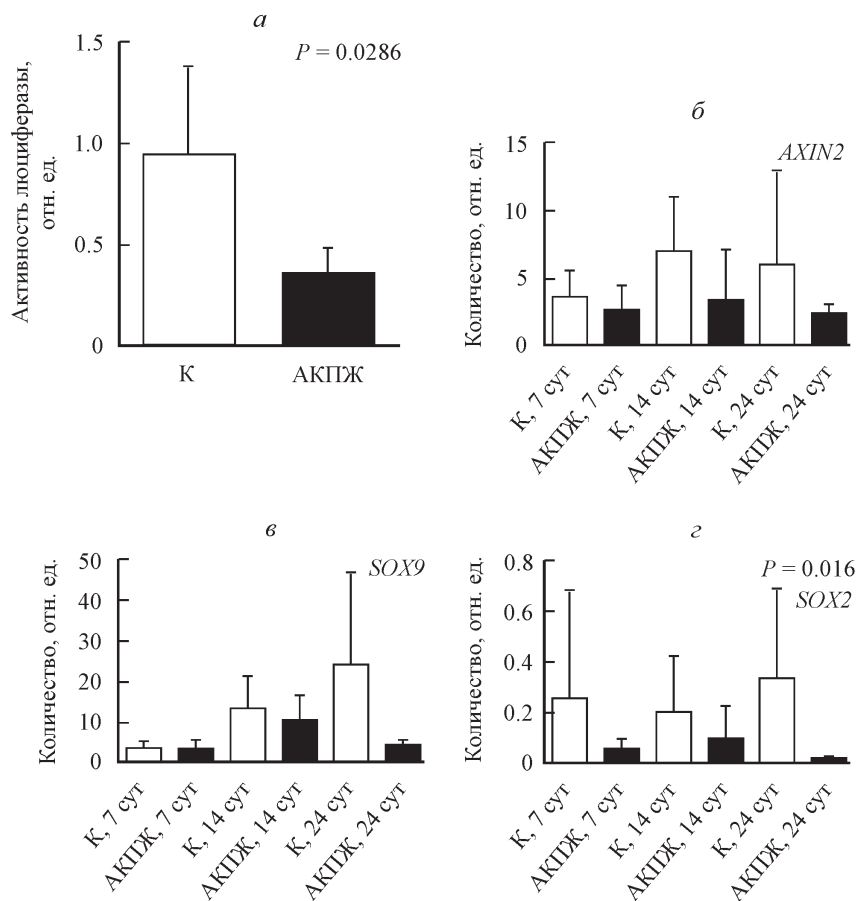 а
P = 0.0286
Активность люциферазы,
отн. ед.
1.5
1.0
0.5
0
К
АКПЖ
б
AXIN2
Количество, отн. ед.
15
10
5
0
К, 7 сут
АКПЖ, 7 сут
К, 14 сут
АКПЖ, 14 сут
К, 24 сут
АКПЖ, 24 сут
в
SOX9
Количество, отн. ед.
50
40
30
20
10
0
К, 7 сут
АКПЖ, 7 сут
К, 14 сут
АКПЖ, 14 сут
К, 24 сут
АКПЖ, 24 сут
г
P = 0.016
SOX2
Количество, отн. ед.
0.8
0.6
0.4
0.2
0
К, 7 сут
АКПЖ, 7 сут
К, 14 сут
АКПЖ, 14 сут
К, 24 сут
АКПЖ, 24 сут